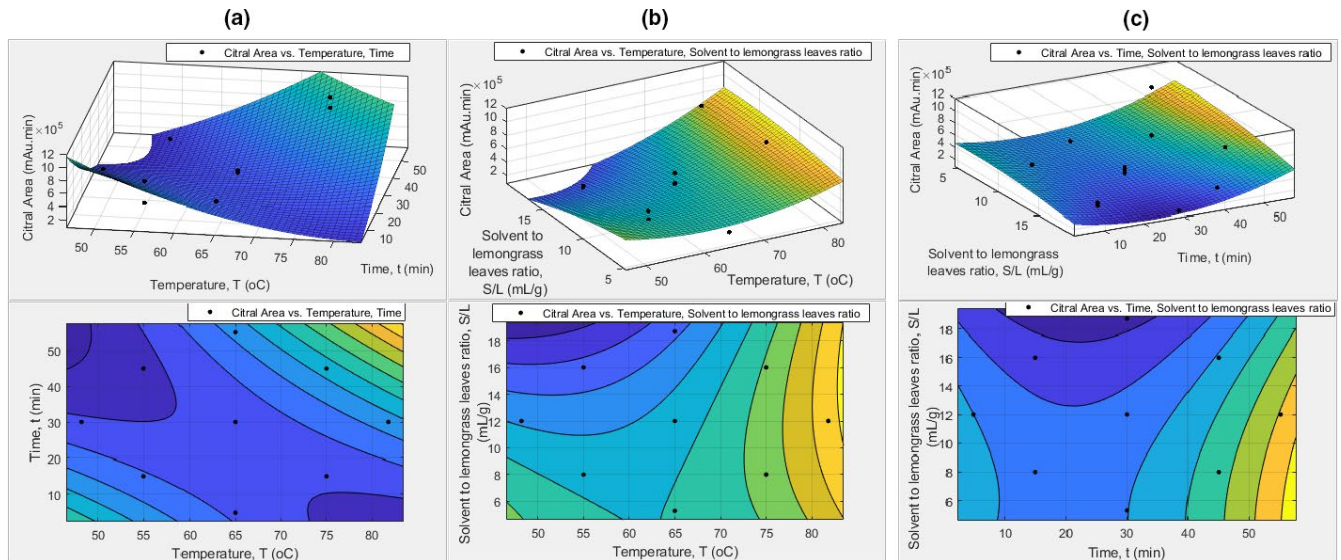 (a)
(b)
(c)
Citral Area vs. Temperature, Time
×10^5
12
10
8
6
4
2
Citral Area (mAu.min)
50
55
60
65
70
75
80
Temperature, T (oC)
10
20
30
40
50
Time, t (min)
Citral Area vs. Temperature, Solvent to lemongrass leaves ratio
×10^5
12
10
8
6
4
2
Citral Area (mAu.min)
15
10
5
Solvent to
lemongrass
leaves ratio,
S/L (mL/g)
50
60
70
80
Temperature, T (oC)
Citral Area vs. Time, Solvent to lemongrass leaves ratio
×10^5
12
10
8
6
4
2
Citral Area (mAu.min)
5
10
15
Solvent to lemongrass
leaves ratio, S/L (mL/g)
10
20
30
40
50
Time, t (min)
Citral Area vs. Temperature, Time
50
40
30
20
10
Time, t (min)
50
55
60
65
70
75
80
Temperature, T (oC)
Citral Area vs. Temperature, Solvent to lemongrass leaves ratio
18
16
14
12
10
8
6
Solvent to lemongrass leaves ratio, S/L
(mL/g)
50
55
60
65
70
75
80
Temperature, T (oC)
Citral Area vs. Time, Solvent to lemongrass leaves ratio
18
16
14
12
10
8
6
Solvent to lemongrass leaves ratio, S/L
(mL/g)
10
20
30
40
50
Time, t (min)